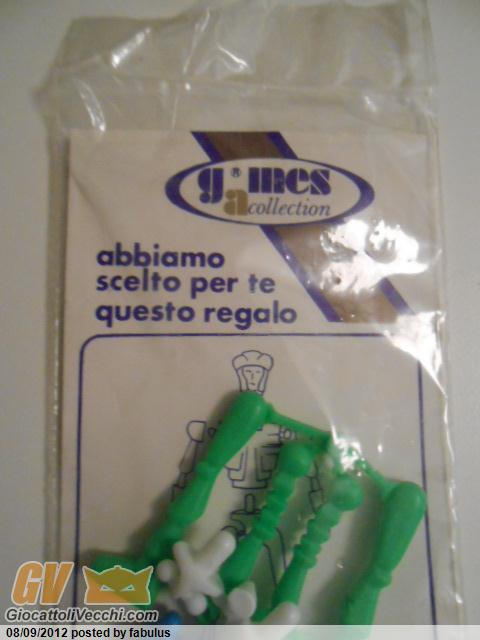 games®
collection
abbiamo
scelto per te
questo regalo
GV
GiocattoliVecchi.com
08/09/2012 posted by fabulus